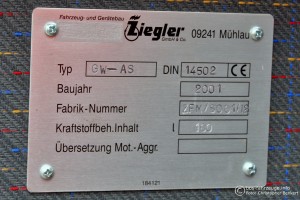 Fahrzeug- und Gerätebau
Ziegler
GmbH & Co.
09241 Mühlau
Typ GW-AS DIN 14502 CE
Baujahr 2001
Fabrik-Nummer
Kraftstoffbeh.Inhalt l
Übersetzung Mot.-Aggr.
184121